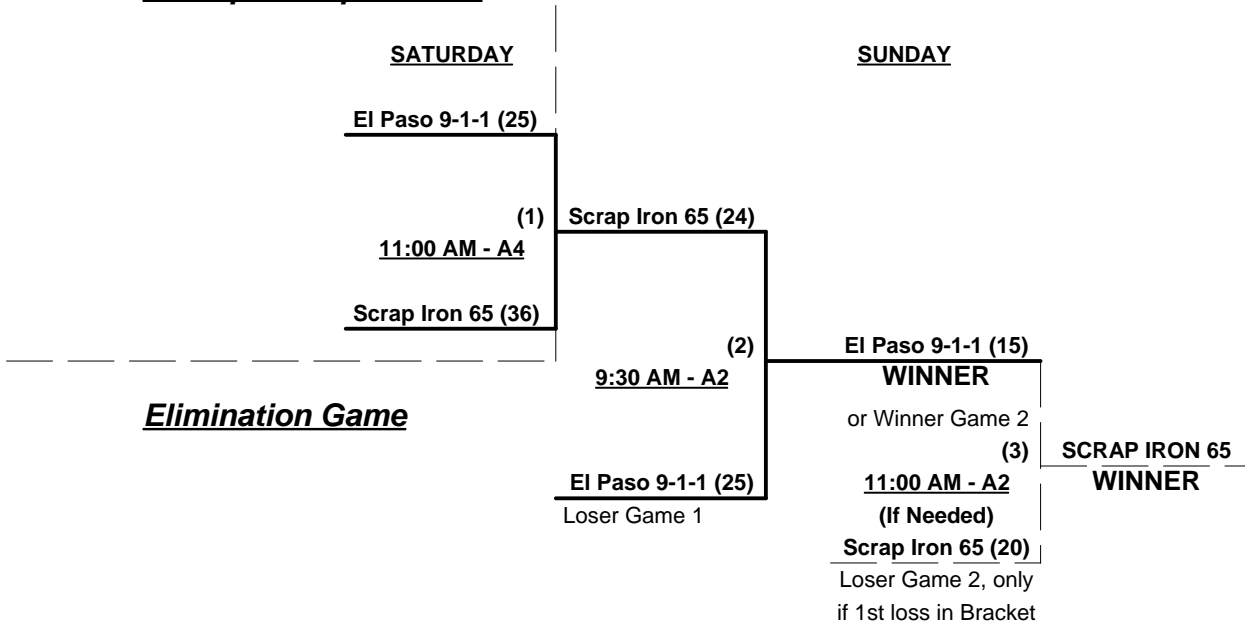 SATURDAY
SUNDAY
El Paso 9-1-1 (25)
(1)
Scrap Iron 65 (24)
11:00 AM - A4
Scrap Iron 65 (36)
(2)
El Paso 9-1-1 (15)
9:30 AM - A2
WINNER
Elimination Game
or Winner Game 2
(3)
SCRAP IRON 65
El Paso 9-1-1 (25)
11:00 AM - A2
WINNER
Loser Game 1
(If Needed)
Scrap Iron 65 (20)
Loser Game 2, only
if 1st loss in Bracket